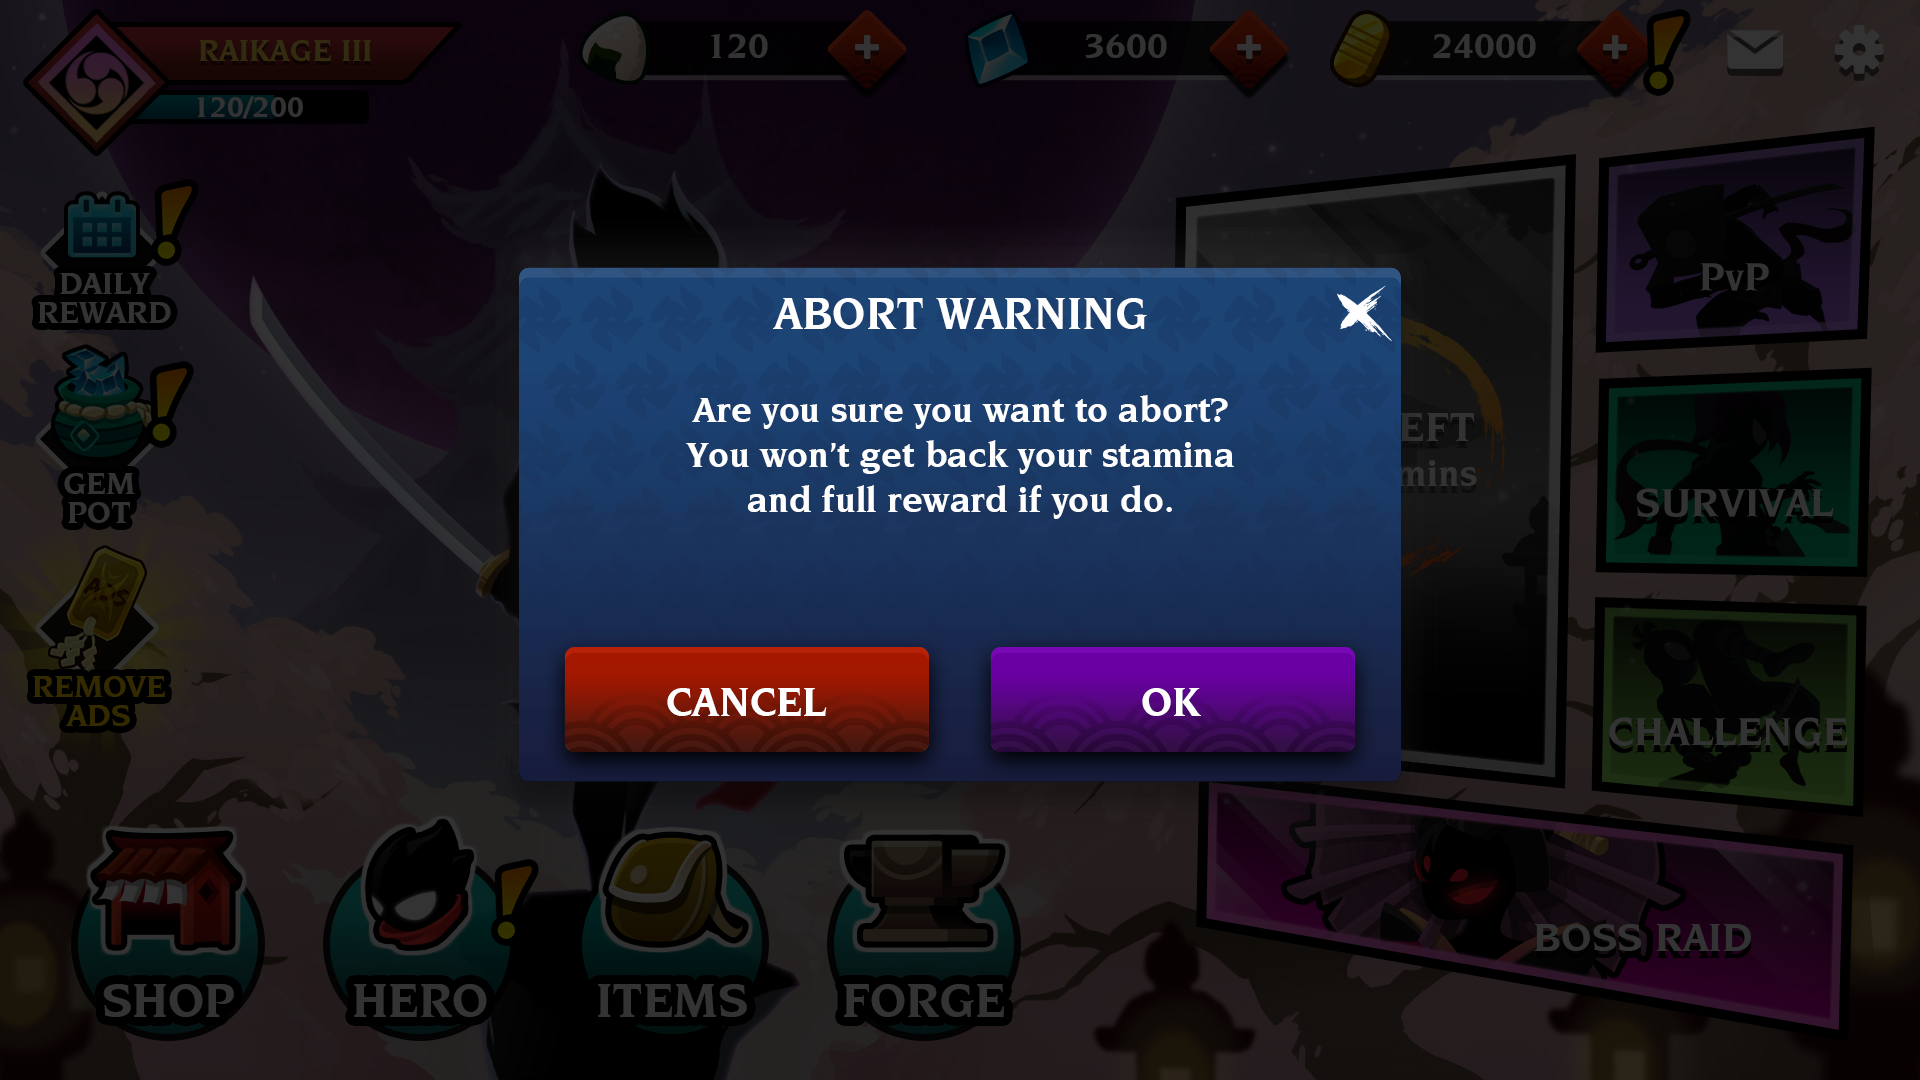 RAIKAGE III
120/200
120
3600
24000
DAILY
REWARD
GEM
POT
ADS
REMOVE
ADS
ABORT WARNING
Are you sure you want to abort?
You won't get back your stamina
and full reward if you do.
CANCEL
OK
EFT
mins
PvP
SURVIVAL
CHALLENGE
BOSS RAID
SHOP
HERO
ITEMS
FORGE